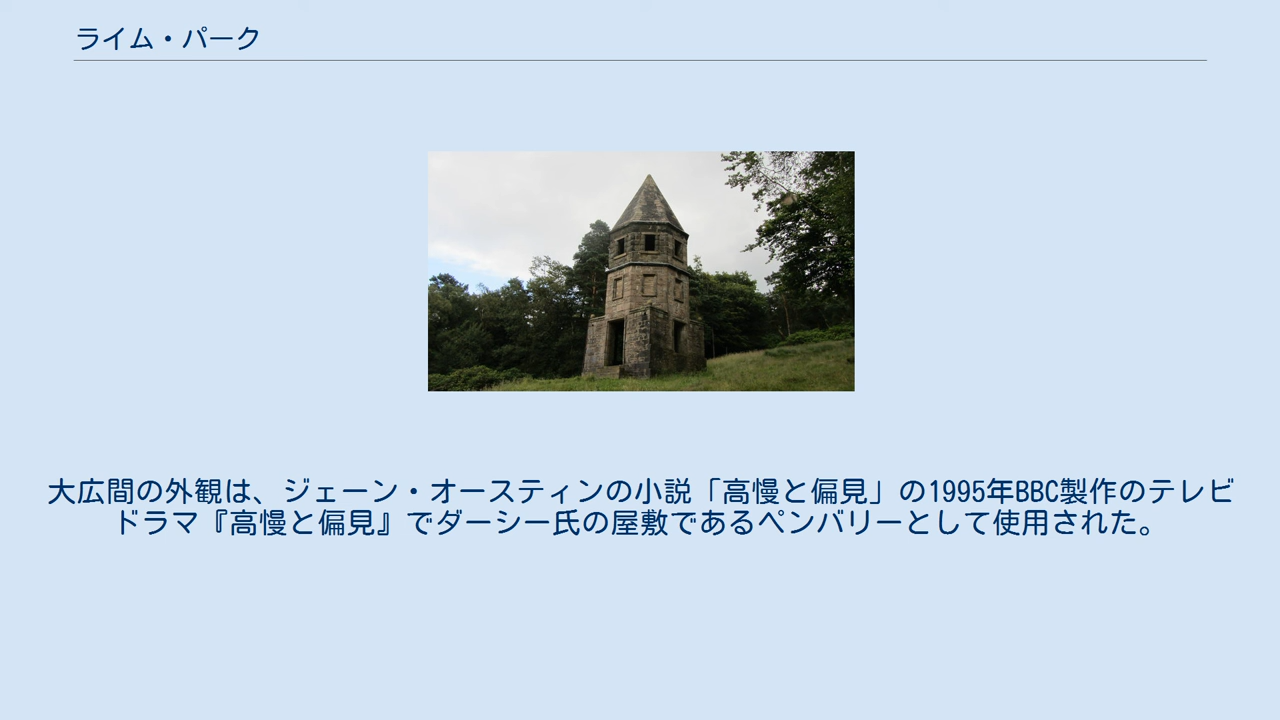 ライム・パーク
大広間の外観は、ジェーン・オースティンの小説「高慢と偏見」の1995年BBC製作のテレビ
ドラマ『高慢と偏見』でダーシー氏の屋敷であるペンバリーとして使用された。